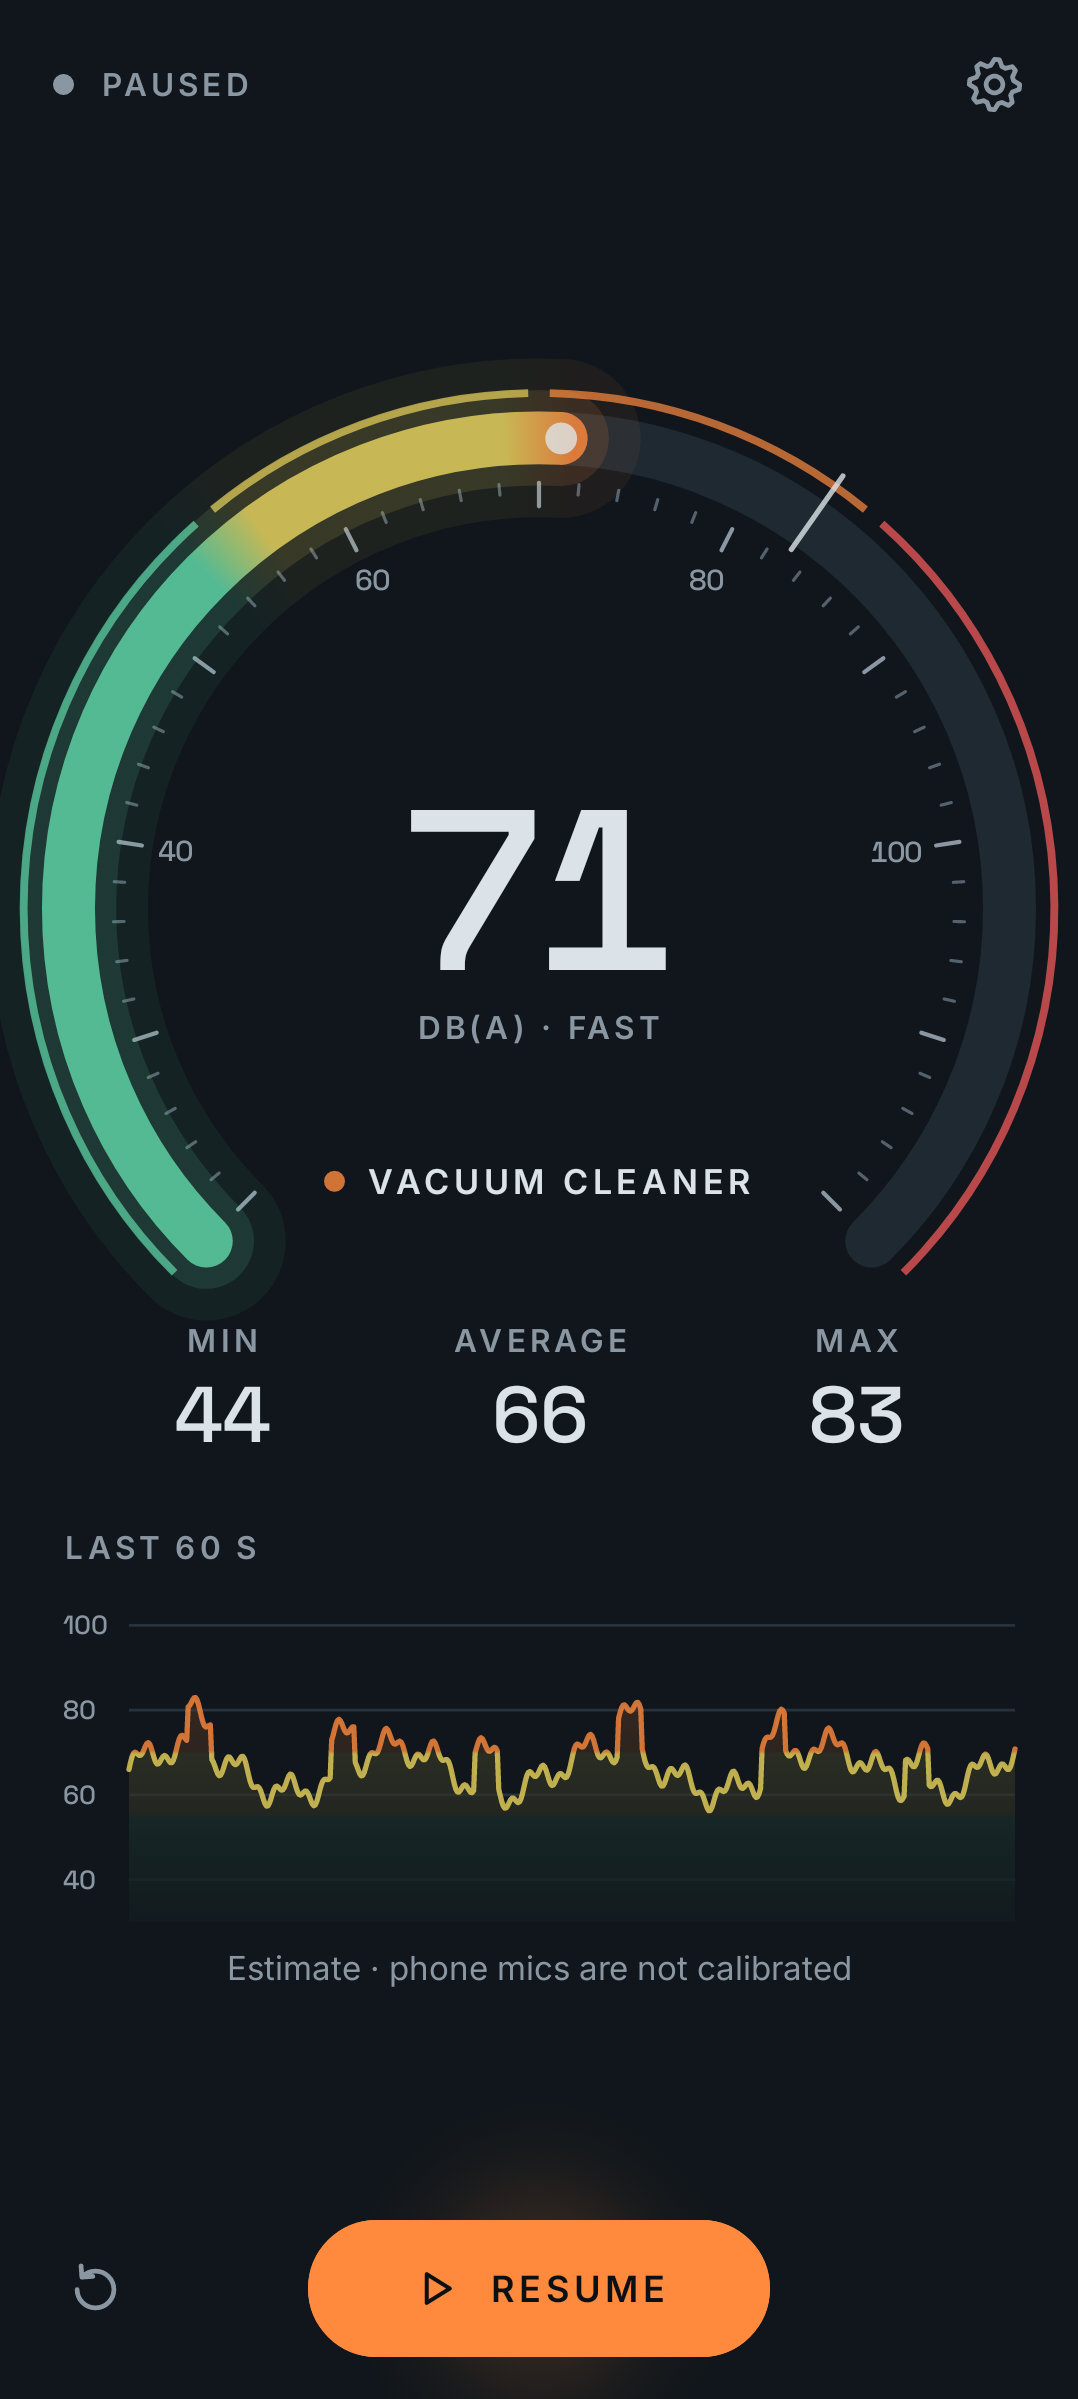 PAUSED
60
80
40
100
71
DB(A) · FAST
VACUUM CLEANER
MIN
AVERAGE
MAX
44
66
83
LAST 60 S
100
80
60
40
Estimate · phone mics are not calibrated
RESUME